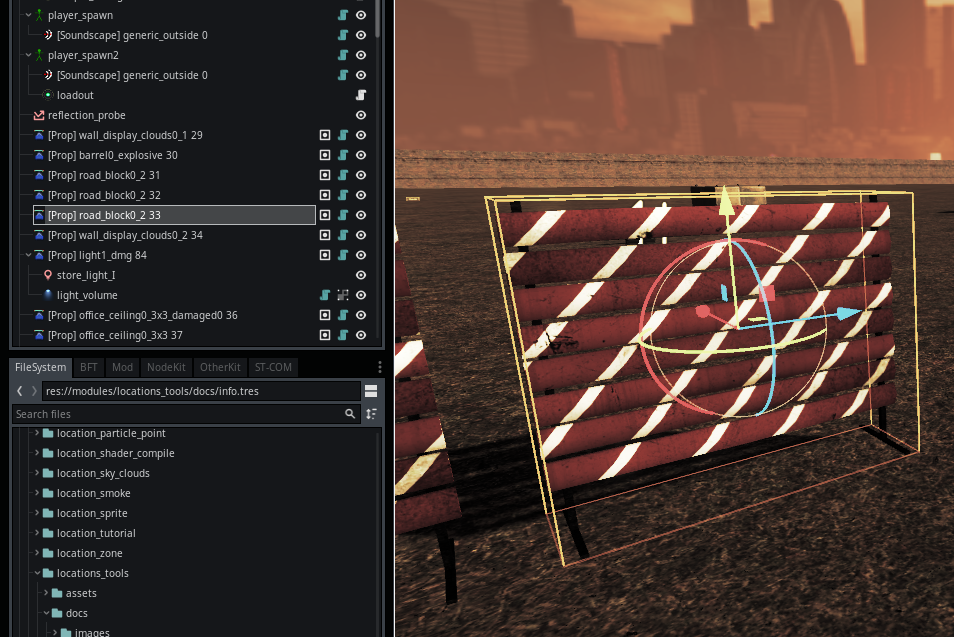 player_spawn
[Soundscape] generic_outside 0
player_spawn2
[Soundscape] generic_outside 0
loadout
reflection_probe
[Prop] wall_display_clouds0_1 29
[Prop] barrel0_explosive 30
[Prop] road_block0_2 31
[Prop] road_block0_2 32
[Prop] road_block0_2 33
[Prop] wall_display_clouds0_2 34
[Prop] light1_dmg 84
store_light_I
light_volume
[Prop] office_ceiling0_3x3_damaged0 36
[Prop] office_ceiling0_3x3 37
FileSystem BFT Mod NodeKit OtherKit ST-COM
res://modules/locations_tools/docs/info.tres
Search files
location_particle_point
location_shader_compile
location_sky_clouds
location_smoke
location_sprite
location_tutorial
location_zone
locations_tools
assets
docs
images